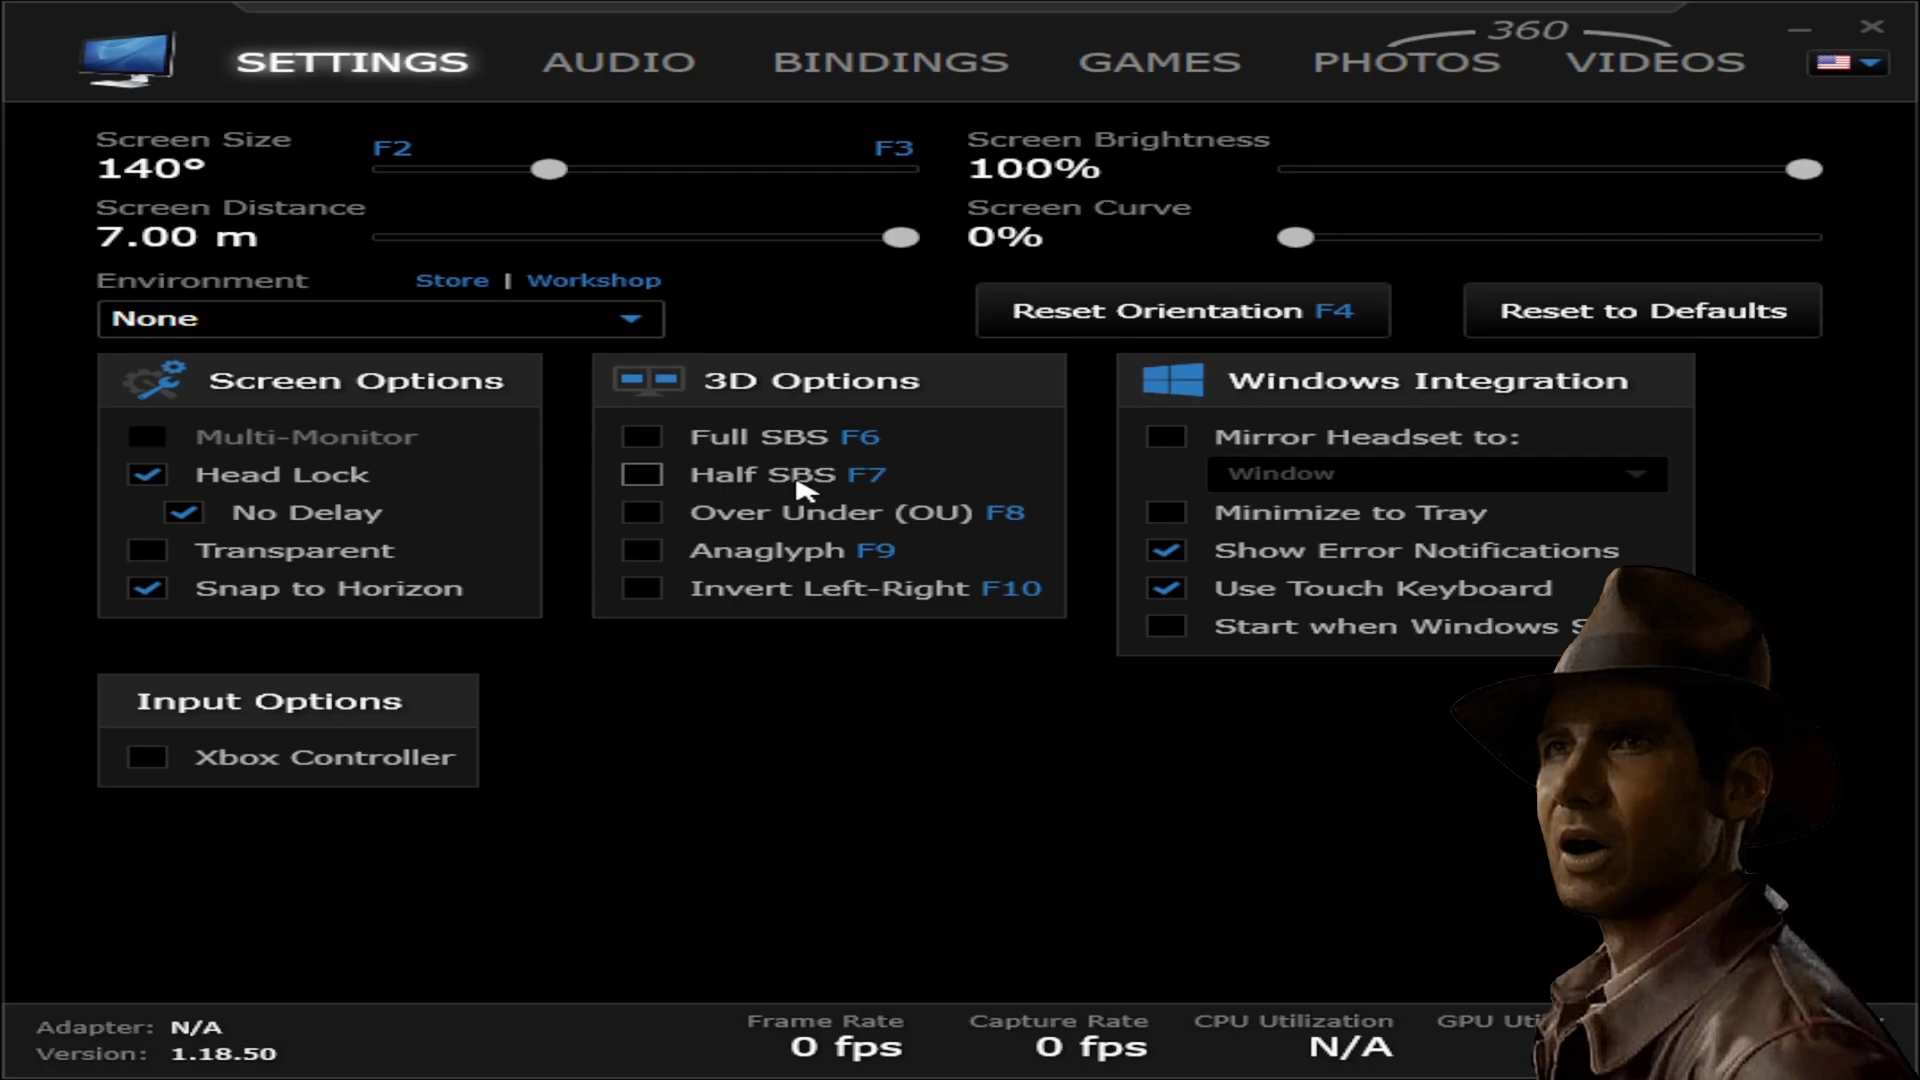 SETTINGS AUDIO BINDINGS GAMES PHOTOS 360 VIDEOS
Screen Size F2 F3
140°
Screen Distance
7.00 m
Screen Brightness
100%
Screen Curve
0%
Environment Store | Workshop
None
Reset Orientation F4
Reset to Defaults
Screen Options
Multi-Monitor
Head Lock
No Delay
Transparent
Snap to Horizon
3D Options
Full SBS F6
Half SBS F7
Over Under (OU) F8
Anaglyph F9
Invert Left-Right F10
Windows Integration
Mirror Headset to:
Window
Minimize to Tray
Show Error Notifications
Use Touch Keyboard
Start when Windows
Input Options
Xbox Controller
Adapter: N/A
Version: 1.18.50
Frame Rate
0 fps
Capture Rate
0 fps
CPU Utilization
N/A
GPU